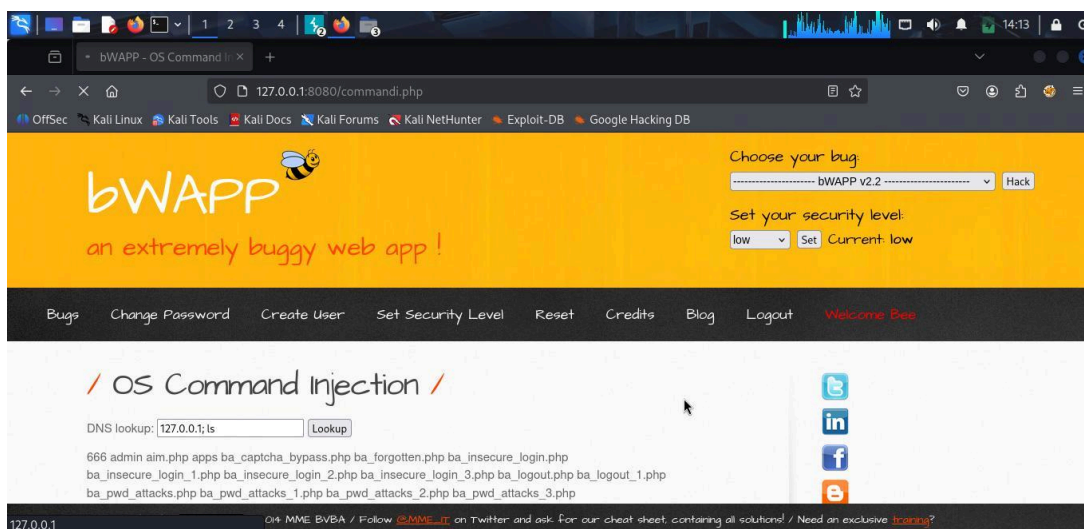 1 2 3 4 14:13
bWAPP - OS Command In
127.0.0.1:8080/commandi.php
OffSec Kali Linux Kali Tools Kali Docs Kali Forums Kali NetHunter Exploit-DB Google Hacking DB
bWAPP
an extremely buggy web app !
Choose your bug:
---------------------- bWAPP v2.2 ----------------------- Hack
Set your security level:
low Set Current: low
Bugs Change Password Create User Set Security Level Reset Credits Blog Logout Welcome Bee
/ OS Command Injection /
DNS lookup: 127.0.0.1; ls Lookup
666 admin aim.php apps ba_captcha_bypass.php ba_forgotten.php ba_insecure_login.php
ba_insecure_login_1.php ba_insecure_login_2.php ba_insecure_login_3.php ba_logout.php ba_logout_1.php
ba_pwd_attacks.php ba_pwd_attacks_1.php ba_pwd_attacks_2.php ba_pwd_attacks_3.php
127.0.0.1
014 MME BVBA / Follow @MME_IT on Twitter and ask for our cheat sheet, containing all solutions! / Need an exclusive training?